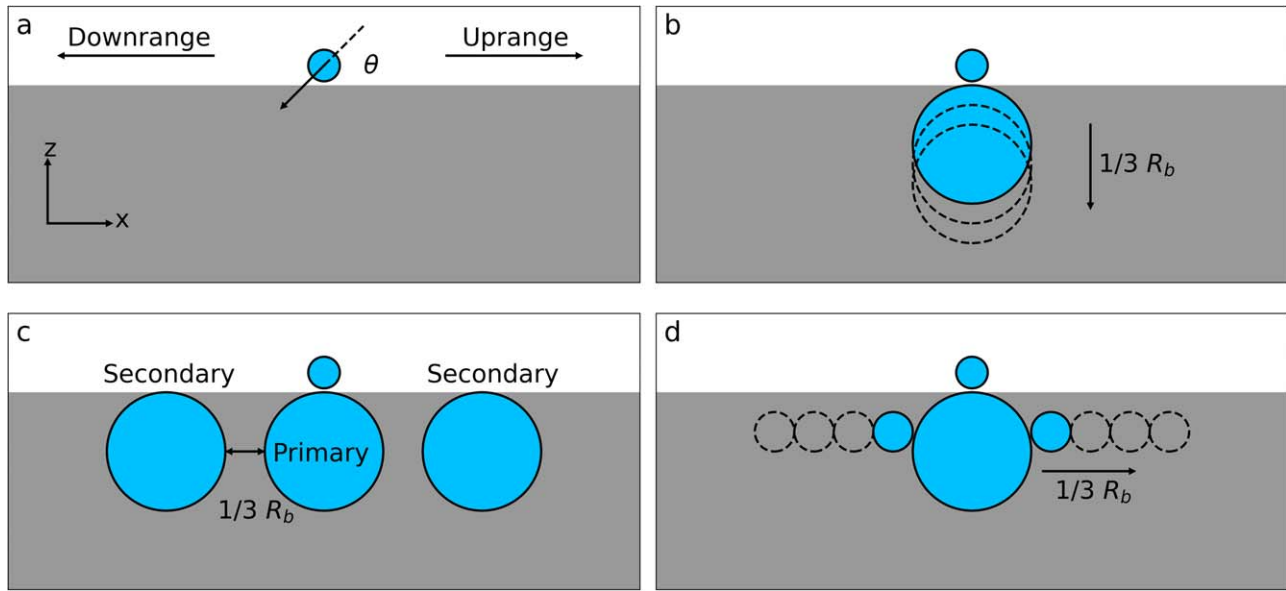 a
Downrange
Uprange
θ
z
x
b
1/3 R_b
c
Secondary
Secondary
Primary
1/3 R_b
d
1/3 R_b